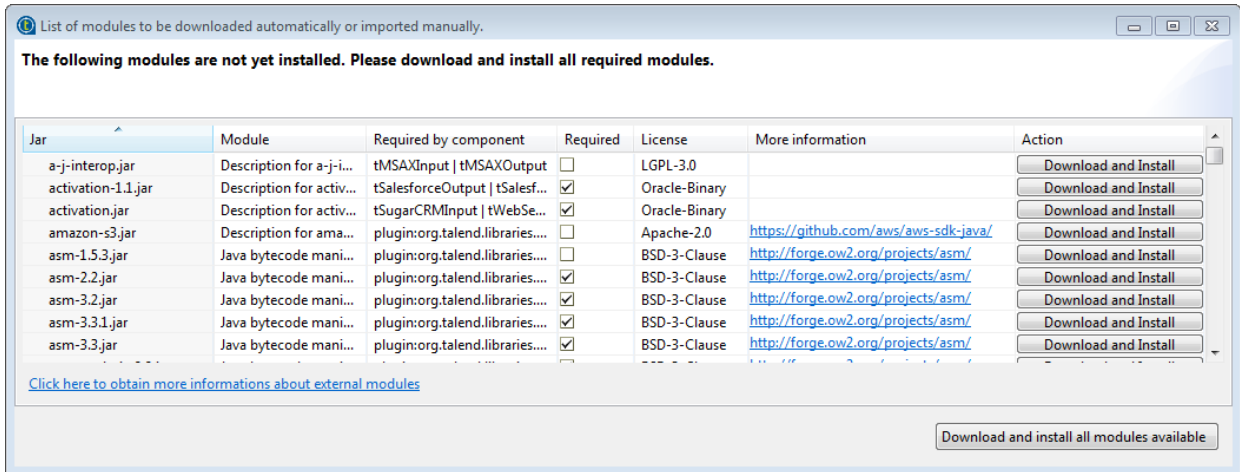 List of modules to be downloaded automatically or imported manually.
The following modules are not yet installed. Please download and install all required modules.
Jar Module Required by component Required License More information Action
a-j-interop.jar Description for a-j-i... tMSAXInput | tMSAXOutput LGPL-3.0 Download and Install
activation-1.1.jar Description for activ... tSalesforceOutput | tSalesf... Oracle-Binary Download and Install
activation.jar Description for activ... tSugarCRMInput | tWebSe... Oracle-Binary Download and Install
amazon-s3.jar Description for ama... plugin:org.talend.libraries.... Apache-2.0 https://github.com/aws/aws-sdk-java/ Download and Install
asm-1.5.3.jar Java bytecode mani... plugin:org.talend.libraries.... BSD-3-Clause http://forge.ow2.org/projects/asm/ Download and Install
asm-2.2.jar Java bytecode mani... plugin:org.talend.libraries.... BSD-3-Clause http://forge.ow2.org/projects/asm/ Download and Install
asm-3.2.jar Java bytecode mani... plugin:org.talend.libraries.... BSD-3-Clause http://forge.ow2.org/projects/asm/ Download and Install
asm-3.3.1.jar Java bytecode mani... plugin:org.talend.libraries.... BSD-3-Clause http://forge.ow2.org/projects/asm/ Download and Install
asm-3.3.jar Java bytecode mani... plugin:org.talend.libraries.... BSD-3-Clause http://forge.ow2.org/projects/asm/ Download and Install
Click here to obtain more informations about external modules
Download and install all modules available